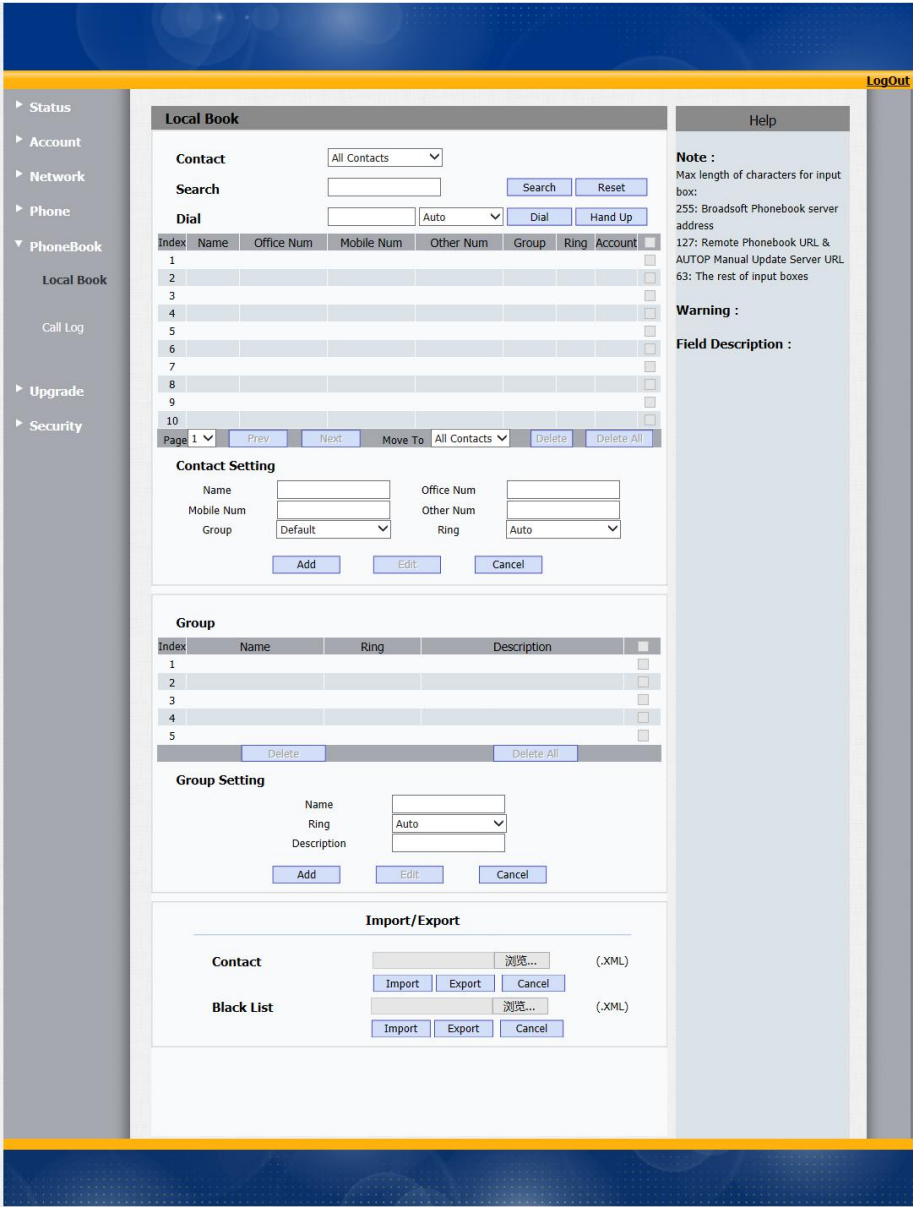 LogOut
Status
Account
Network
Phone
PhoneBook
Local Book
Call Log
Upgrade
Security
Local Book
Contact All Contacts
Search Search Reset
Dial Auto Dial Hand Up
Index Name Office Num Mobile Num Other Num Group Ring Account
1
2
3
4
5
6
7
8
9
10
Page 1 Prev Next Move To All Contacts Delete Delete All
Contact Setting
Name Office Num
Mobile Num Other Num
Group Default Ring Auto
Add Edit Cancel
Group
Index Name Ring Description
1
2
3
4
5
Delete Delete All
Group Setting
Name
Ring Auto
Description
Add Edit Cancel
Import/Export
Contact 浏览... (.XML)
Import Export Cancel
Black List 浏览... (.XML)
Import Export Cancel
Help
Note :
Max length of characters for input
box:
255: Broadsoft Phonebook server
address
127: Remote Phonebook URL &
AUTOP Manual Update Server URL
63: The rest of input boxes
Warning :
Field Description :